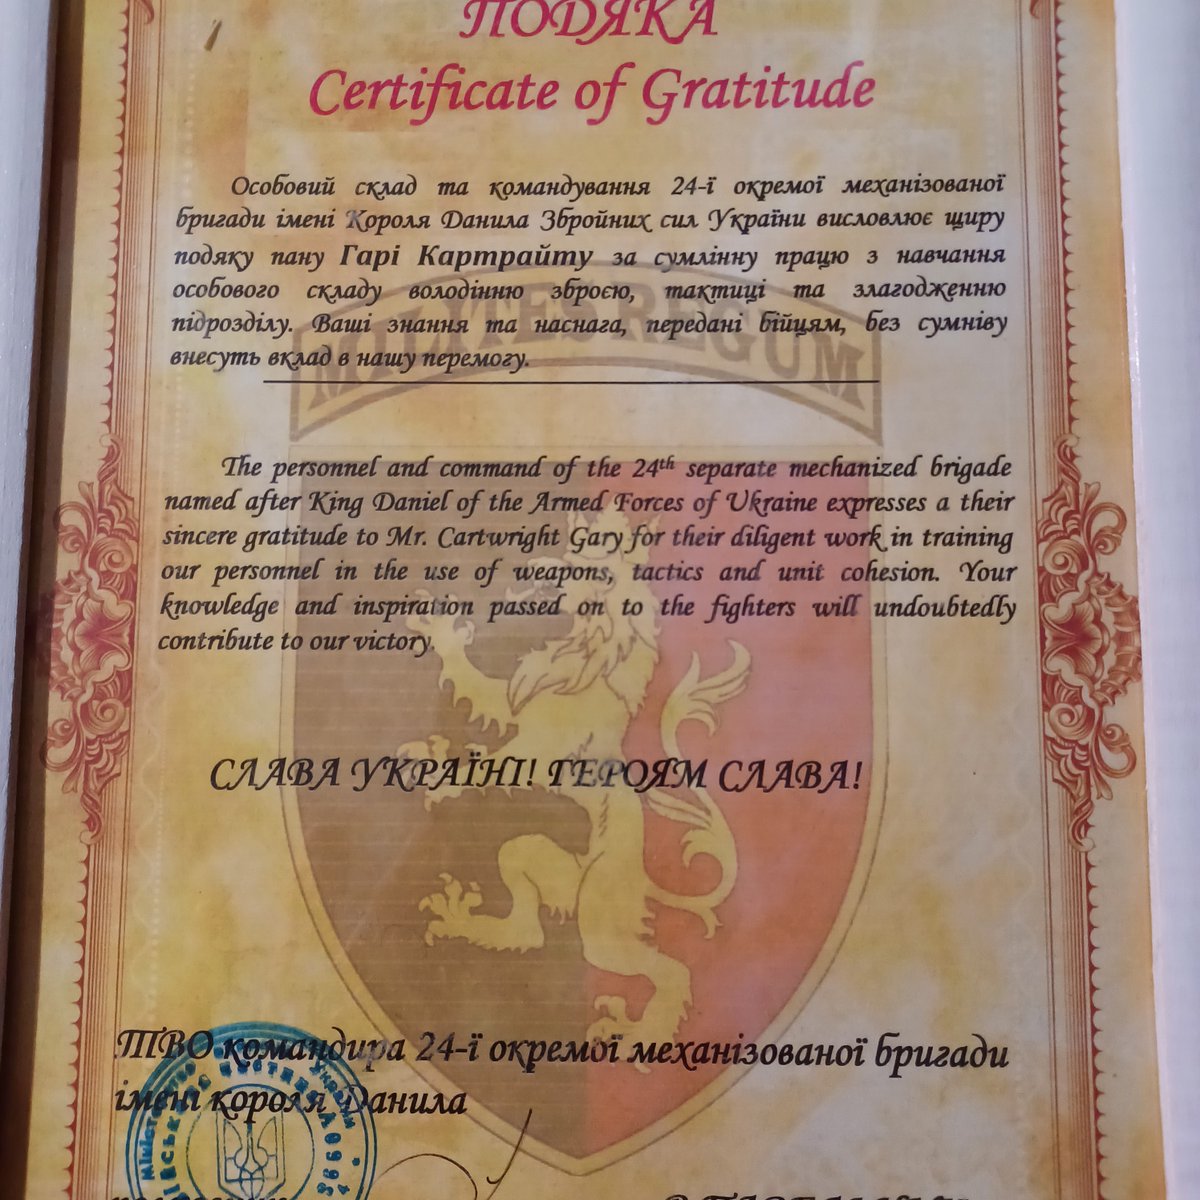 ПОДЯКА
Certificate of Gratitude
Особовий склад та командування 24-ї окремої механізованої
бригади імені Короля Данила Збройних сил України висловлює щиру
подяку пану Гарі Картрайту за сумлінну працю з навчання
особового складу володінню зброєю, тактиці та злагодженню
підрозділу. Ваші знання та наснага, передані бійцям, без сумніву
внесуть вклад в нашу перемогу.
MILITES REGUM
The personnel and command of the 24th separate mechanized brigade
named after King Daniel of the Armed Forces of Ukraine expresses a their
sincere gratitude to Mr. Cartwright Gary for their diligent work in training
our personnel in the use of weapons, tactics and unit cohesion. Your
knowledge and inspiration passed on to the fighters will undoubtedly
contribute to our victory.
СЛАВА УКРАЇНІ! ГЕРОЯМ СЛАВА!
ТВО командира 24-ї окремої механізованої бригади
імені короля Данила